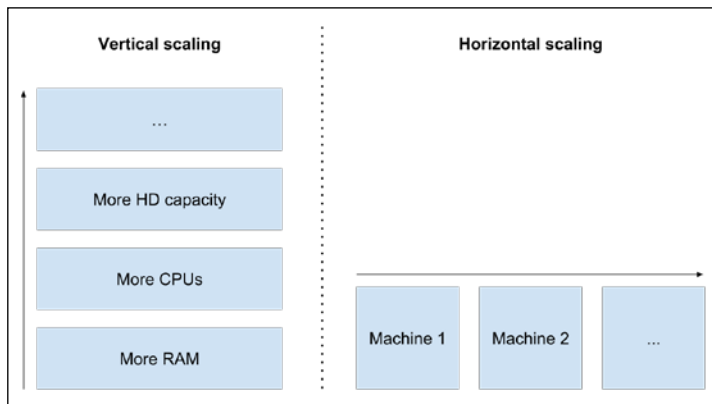 Vertical scaling
...
More HD capacity
More CPUs
More RAM
Horizontal scaling
Machine 1
Machine 2
...